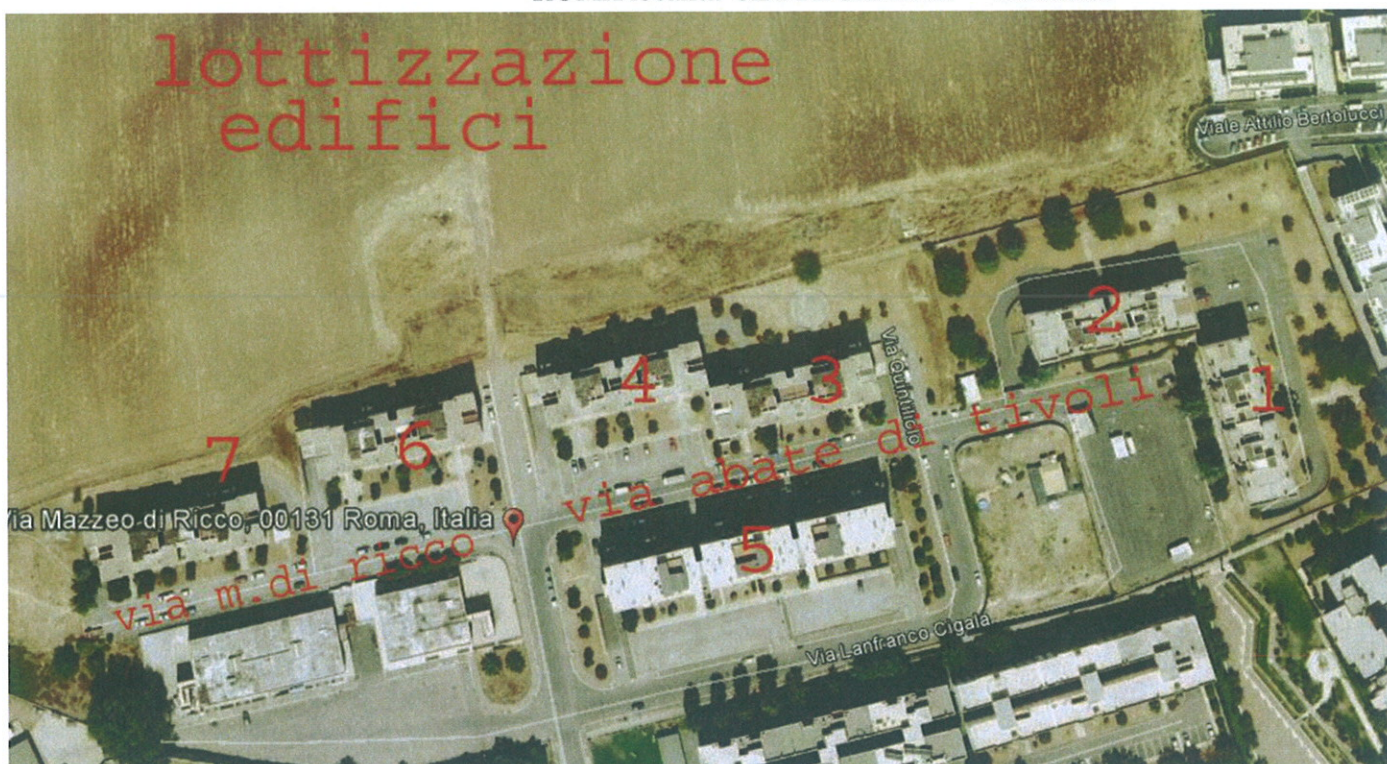 lottizzazione
edifici
Viale Attilio Bertolucci
2
Via Quintilicio
4
3
1
7
6
via abate di tivoli
Via Mazzeo di Ricco, 00131 Roma, Italia
5
via m.di ricco
Via Lanfranco Cigala